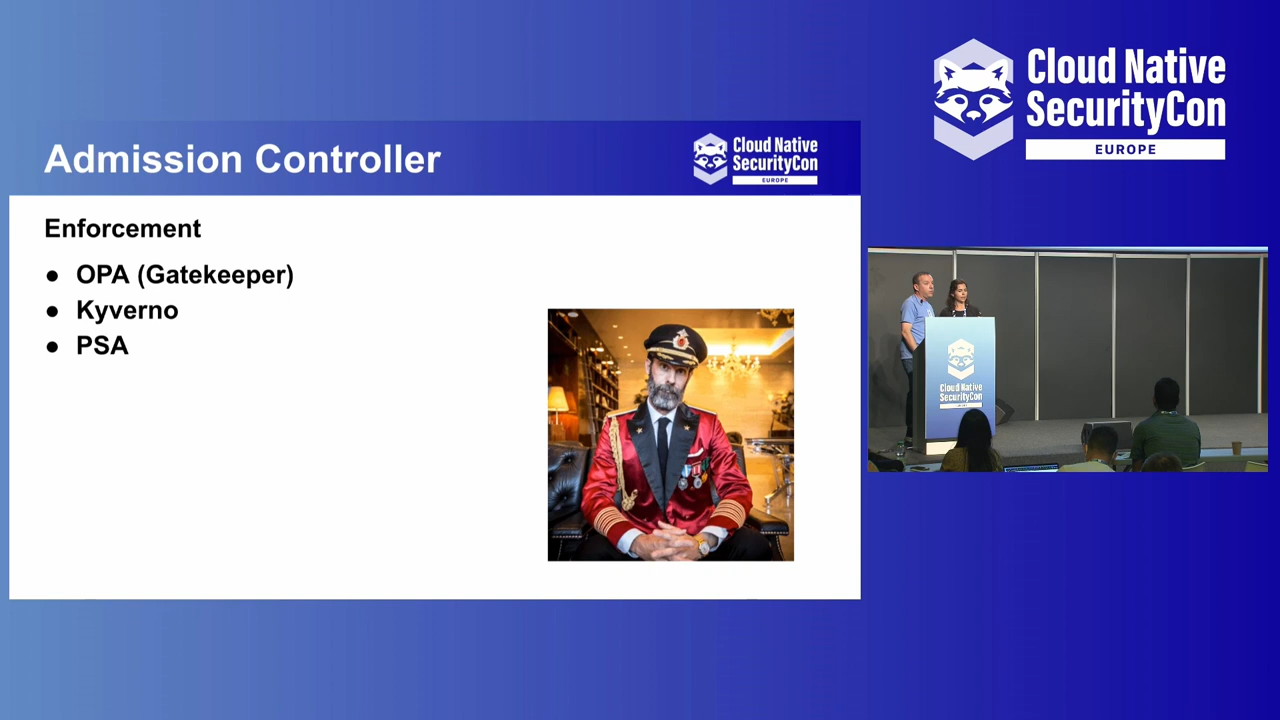 Cloud Native
SecurityCon
EUROPE
Admission Controller
Cloud Native
SecurityCon
EUROPE
Enforcement
● OPA (Gatekeeper)
● Kyverno
● PSA
Cloud Native
SecurityCon